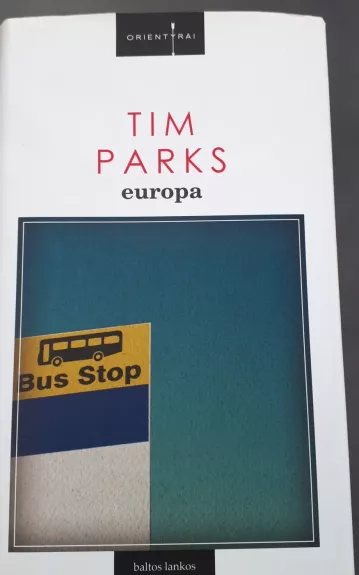 ORIENTYRAI
TIM
PARKS
europa
Bus Stop
baltos lankos